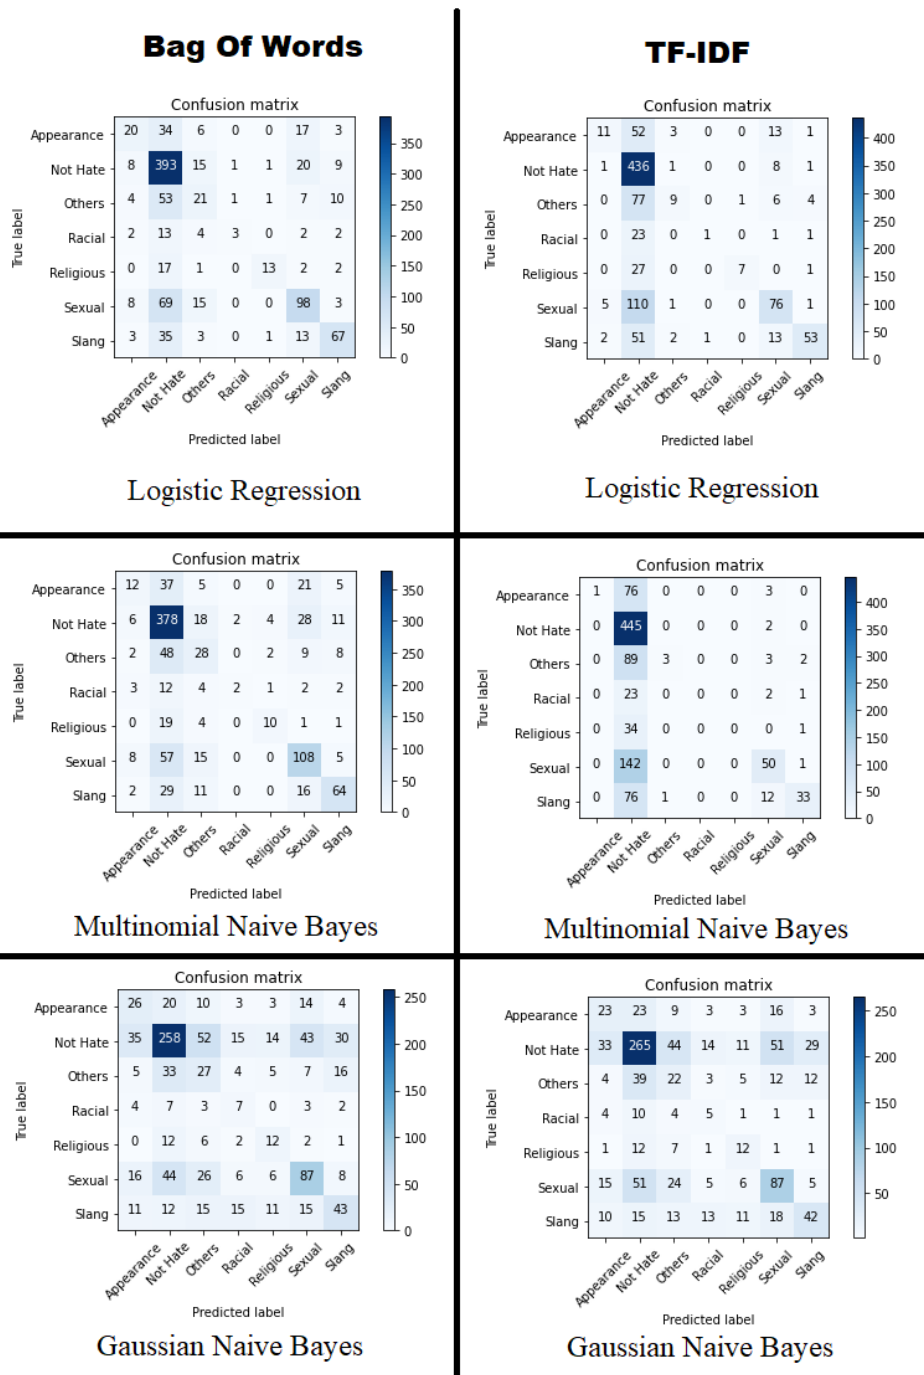 Bag Of Words
TF-IDF
Confusion matrix
Appearance 20 34 6 0 0 17 3
Not Hate 8 393 15 1 1 20 9
Others 4 53 21 1 1 7 10
Racial 2 13 4 3 0 2 2
Religious 0 17 1 0 13 2 2
Sexual 8 69 15 0 0 98 3
Slang 3 35 3 0 1 13 67
True label
Appearance Not Hate Others Racial Religious Sexual Slang
Predicted label
350
300
250
200
150
100
50
0
Logistic Regression
Confusion matrix
Appearance 11 52 3 0 0 13 1
Not Hate 1 436 1 0 0 8 1
Others 0 77 9 0 1 6 4
Racial 0 23 0 1 0 1 1
Religious 0 27 0 0 7 0 1
Sexual 5 110 1 0 0 76 1
Slang 2 51 2 1 0 13 53
True label
Appearance Not Hate Others Racial Religious Sexual Slang
Predicted label
400
350
300
250
200
150
100
50
0
Logistic Regression
Confusion matrix
Appearance 12 37 5 0 0 21 5
Not Hate 6 378 18 2 4 28 11
Others 2 48 28 0 2 9 8
Racial 3 12 4 2 1 2 2
Religious 0 19 4 0 10 1 1
Sexual 8 57 15 0 0 108 5
Slang 2 29 11 0 0 16 64
True label
Appearance Not Hate Others Racial Religious Sexual Slang
Predicted label
350
300
250
200
150
100
50
0
Multinomial Naive Bayes
Confusion matrix
Appearance 1 76 0 0 0 3 0
Not Hate 0 445 0 0 0 2 0
Others 0 89 3 0 0 3 2
Racial 0 23 0 0 0 2 1
Religious 0 34 0 0 0 0 1
Sexual 0 142 0 0 0 50 1
Slang 0 76 1 0 0 12 33
True label
Appearance Not Hate Others Racial Religious Sexual Slang
Predicted label
400
350
300
250
200
150
100
50
0
Multinomial Naive Bayes
Confusion matrix
Appearance 26 20 10 3 3 14 4
Not Hate 35 258 52 15 14 43 30
Others 5 33 27 4 5 7 16
Racial 4 7 3 7 0 3 2
Religious 0 12 6 2 12 2 1
Sexual 16 44 26 6 6 87 8
Slang 11 12 15 15 11 15 43
True label
Appearance Not Hate Others Racial Religious Sexual Slang
Predicted label
250
200
150
100
50
0
Gaussian Naive Bayes
Confusion matrix
Appearance 23 23 9 3 3 16 3
Not Hate 33 265 44 14 11 51 29
Others 4 39 22 3 5 12 12
Racial 4 10 4 5 1 1 1
Religious 1 12 7 1 12 1 1
Sexual 15 51 24 5 6 87 5
Slang 10 15 13 13 11 18 42
True label
Appearance Not Hate Others Racial Religious Sexual Slang
Predicted label
250
200
150
100
50
Gaussian Naive Bayes